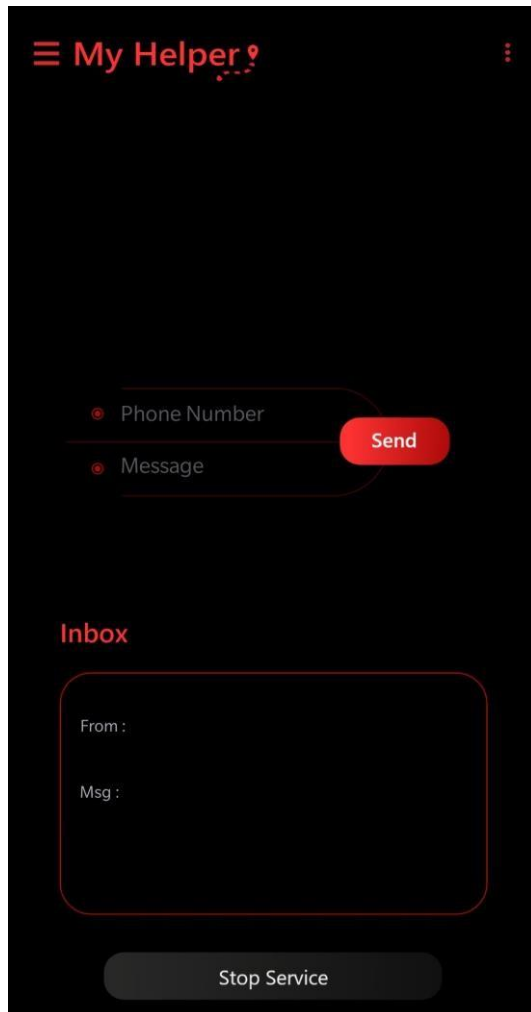 My Helper
Phone Number
Send
Message
Inbox
From :
Msg :
Stop Service